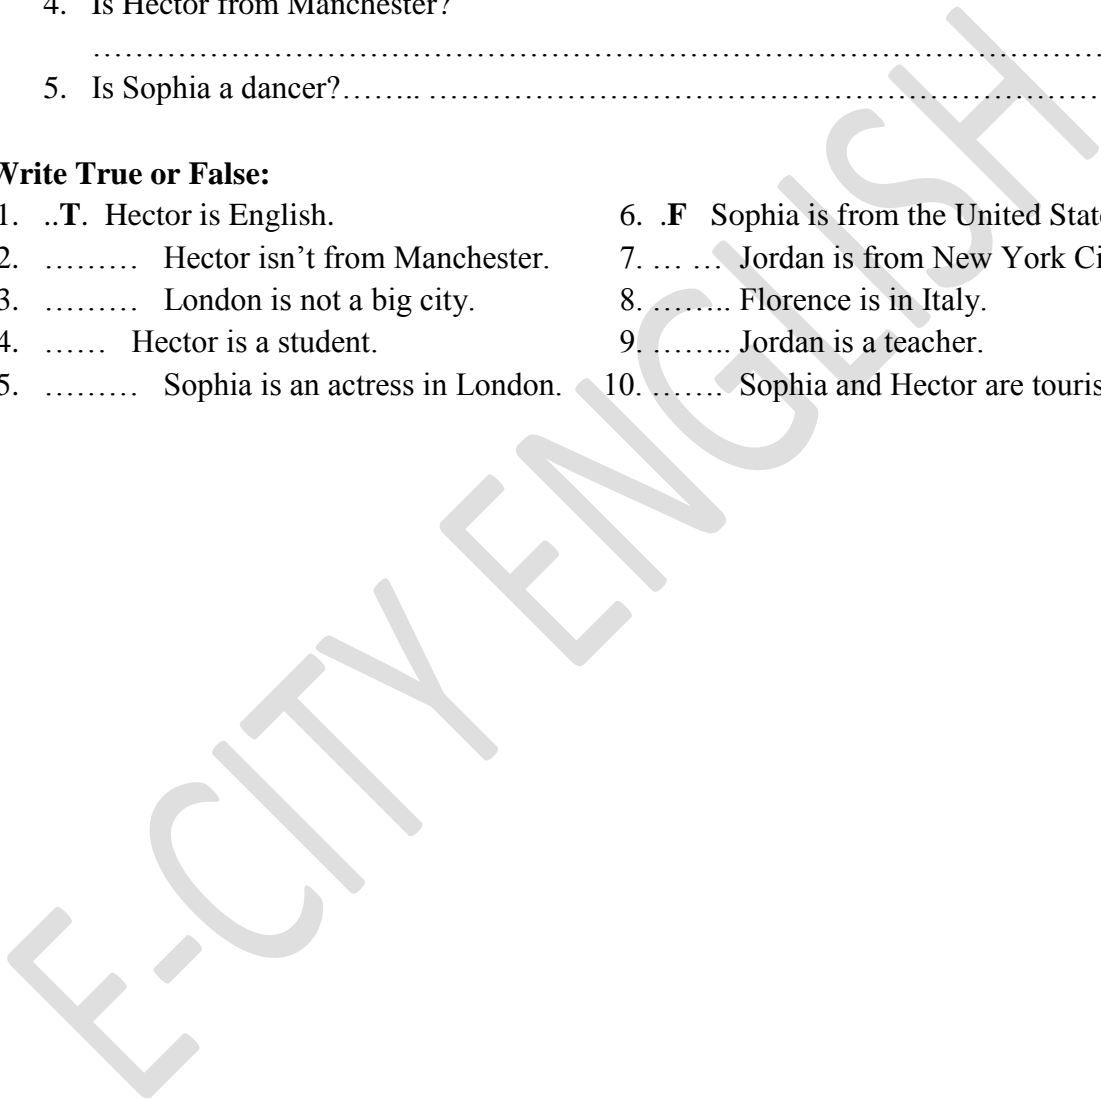 4. Is Hector from Manchester?
…………………………………………………………………………………
5. Is Sophia a dancer?…….. ………………………………………………………
Write True or False:
1. ..T. Hector is English. 6. .F Sophia is from the United
2. ……… Hector isn’t from Manchester. 7. … … Jordan is from New York
3. ……… London is not a big city. 8. …….. Florence is in Italy.
4. …… Hector is a student. 9. …….. Jordan is a teacher.
5. ……… Sophia is an actress in London. 10. ……. Sophia and Hector are
E-CITY ENGLISH